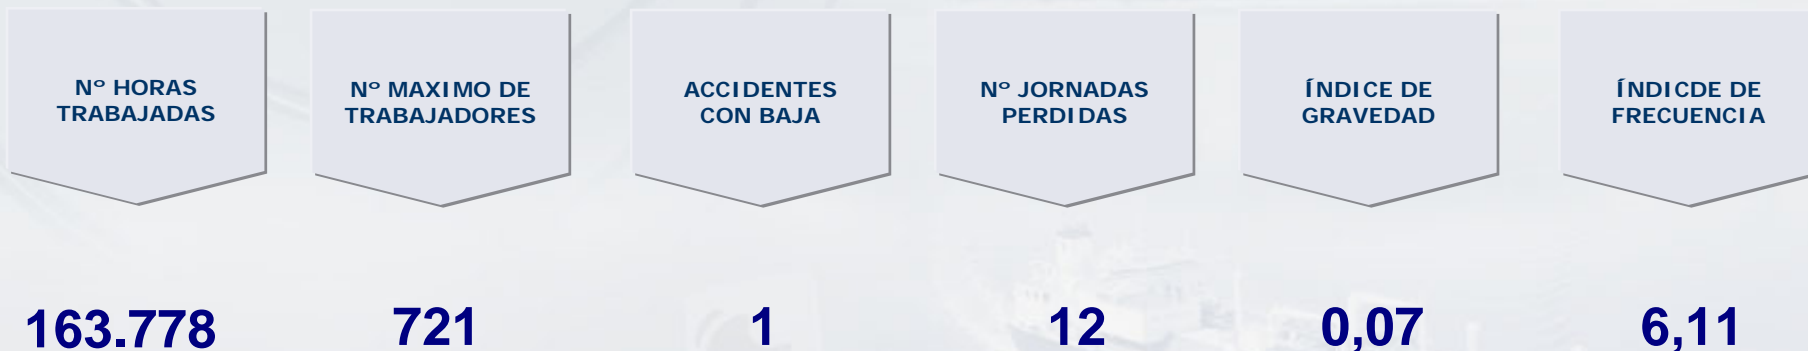 Nº HORAS
TRABAJADAS
Nº MAXIMO DE
TRABAJADORES
ACCIDENTES
CON BAJA
Nº JORNADAS
PERDIDAS
ÍNDICE DE
GRAVEDAD
ÍNDICDE DE
FRECUENCIA
163.778
721
1
12
0,07
6,11